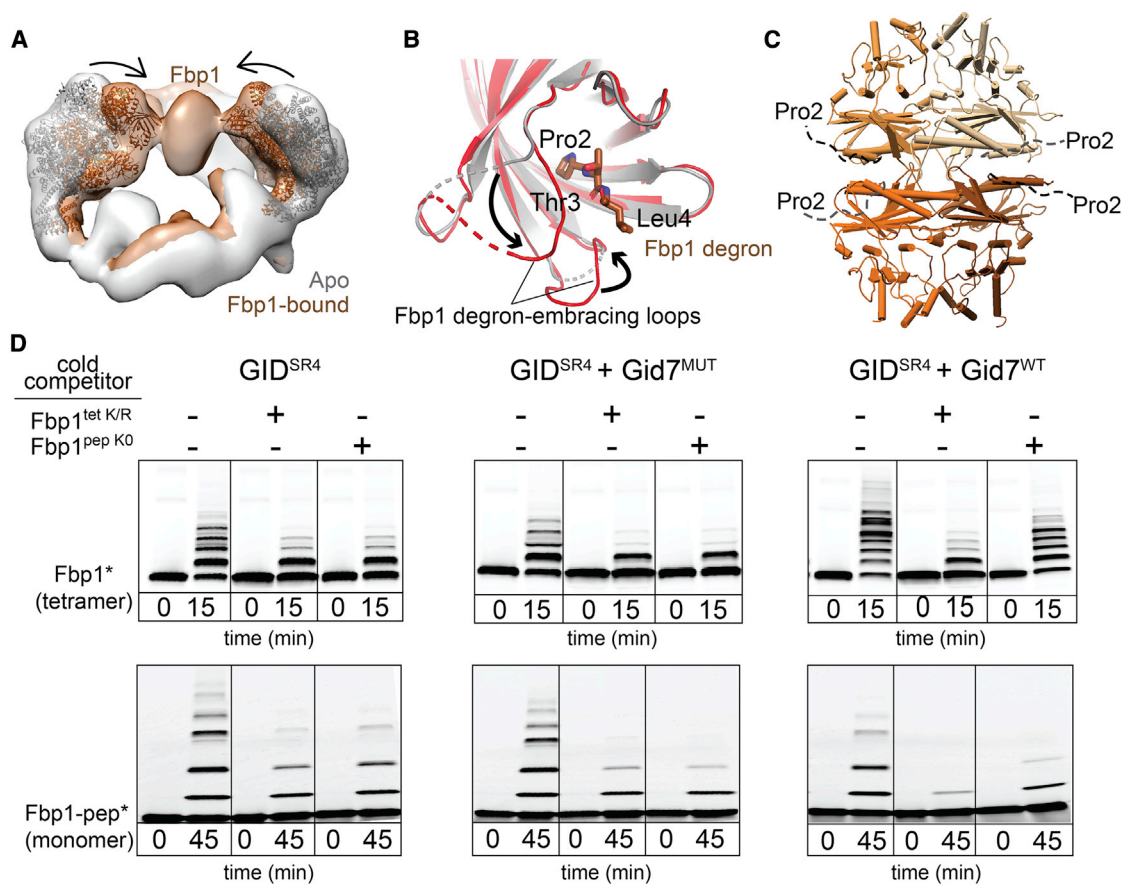 A
Fbp1
Apo
Fbp1-bound
B
Pro2
Thr3
Leu4
Fbp1 degron
Fbp1 degron-embracing loops
C
Pro2
Pro2
Pro2
Pro2
D
cold
competitor
GID^SR4
GID^SR4 + Gid7^MUT
GID^SR4 + Gid7^WT
Fbp1^tet K/R - + - - + - - + -
Fbp1^pep K0 - - + - - + - - +
Fbp1*
(tetramer)
0 15 0 15 0 15
0 15 0 15 0 15
0 15 0 15 0 15
time (min)
time (min)
time (min)
Fbp1-pep*
(monomer)
0 45 0 45 0 45
0 45 0 45 0 45
0 45 0 45 0 45
time (min)
time (min)
time (min)